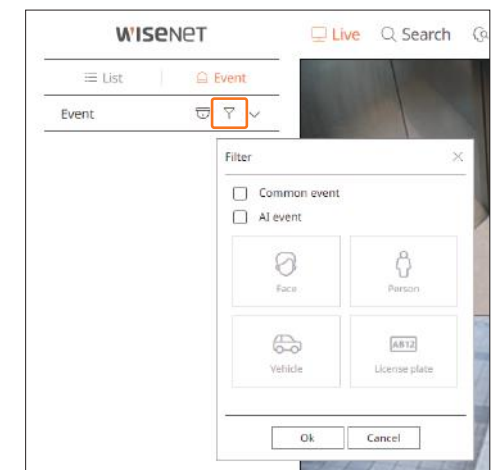 WISENET
Live Search
List Event
Event
Filter
Common event
AI event
Face Person
AB12
Vehicle License plate
Ok Cancel